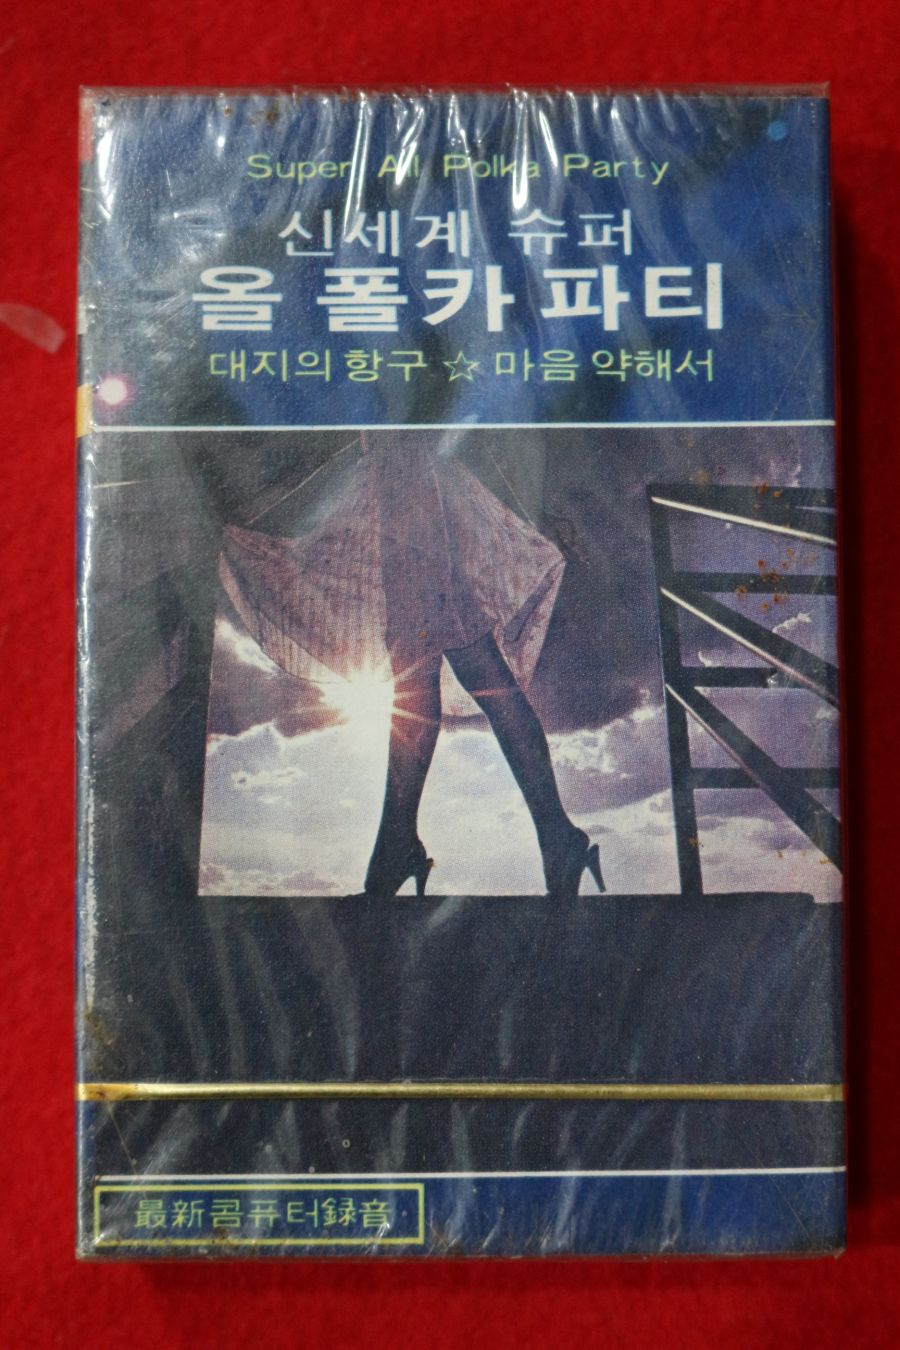 Super All Polka Party
신세계 슈퍼
올 폴카 파티
대지의 항구 ☆ 마음 약해서
最新콤퓨터録音